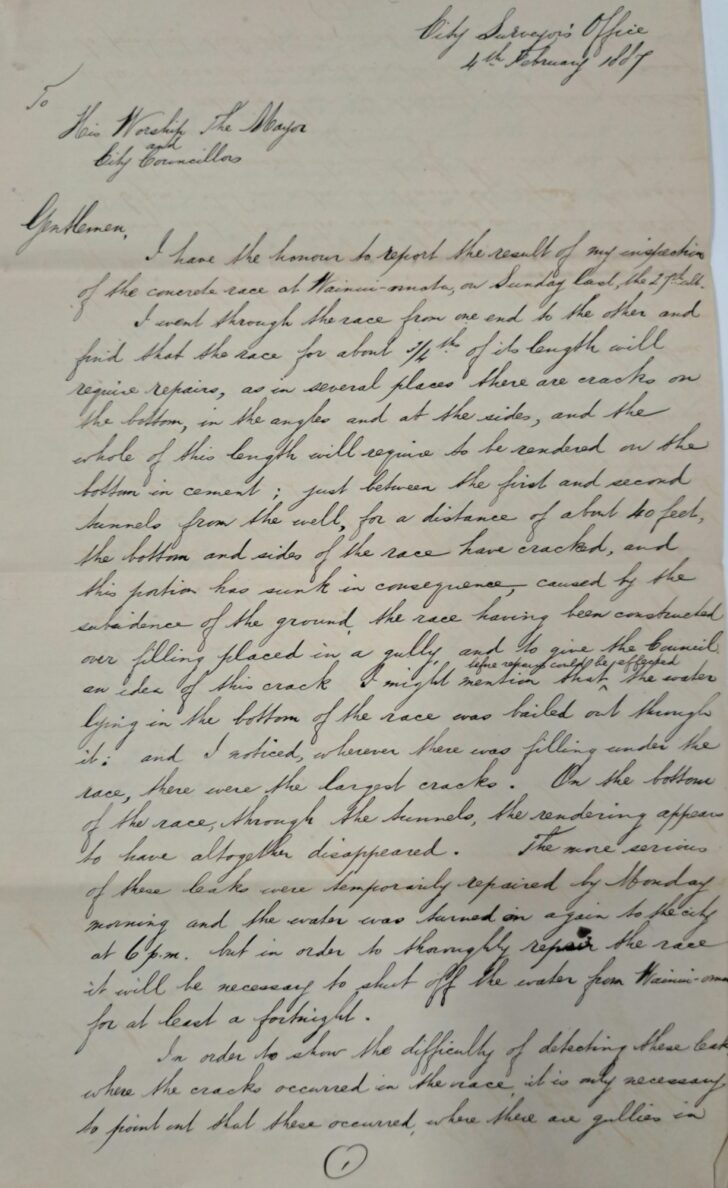 City Surveyor's Office
4th February 1887
To
His Worship The Mayor
and
City Councillors
Gentlemen,
I have the honour to report the result of my inspection
of the concrete race at Wainui-omata, on Sunday last, the 27th ult.
I went through the race from one end to the other and
find that the race for about 3/4ths of its length will
require repairs, as in several places there are cracks on
the bottom, in the angles and at the sides, and the
whole of this length will require to be rendered on the
bottom in cement; just between the first and second
tunnels from the well, for a distance of about 40 feet,
the bottom and sides of the race have cracked, and
this portion has sunk in consequence, caused by the
subsidence of the ground, the race having been constructed
over filling placed in a gully, and to give the Council
before repairs could be effected
an idea of this crack I might mention that ^ the water
lying in the bottom of the race was bailed out through
it: and I noticed, wherever there was filling under the
race, there were the largest cracks. On the bottom
of the race, through the tunnels, the rendering appears
to have altogether disappeared. The more serious
of these leaks were temporarily repaired by Monday
morning and the water was turned on again to the city
at 6 p.m. but in order to thoroughly repair the race
it will be necessary to shut off the water from Wainui-oma
for at least a fortnight.
In order to show the difficulty of detecting these leak
where the cracks occurred in the race, it is only necessary
to point out that these occurred, where there are gullies in
1